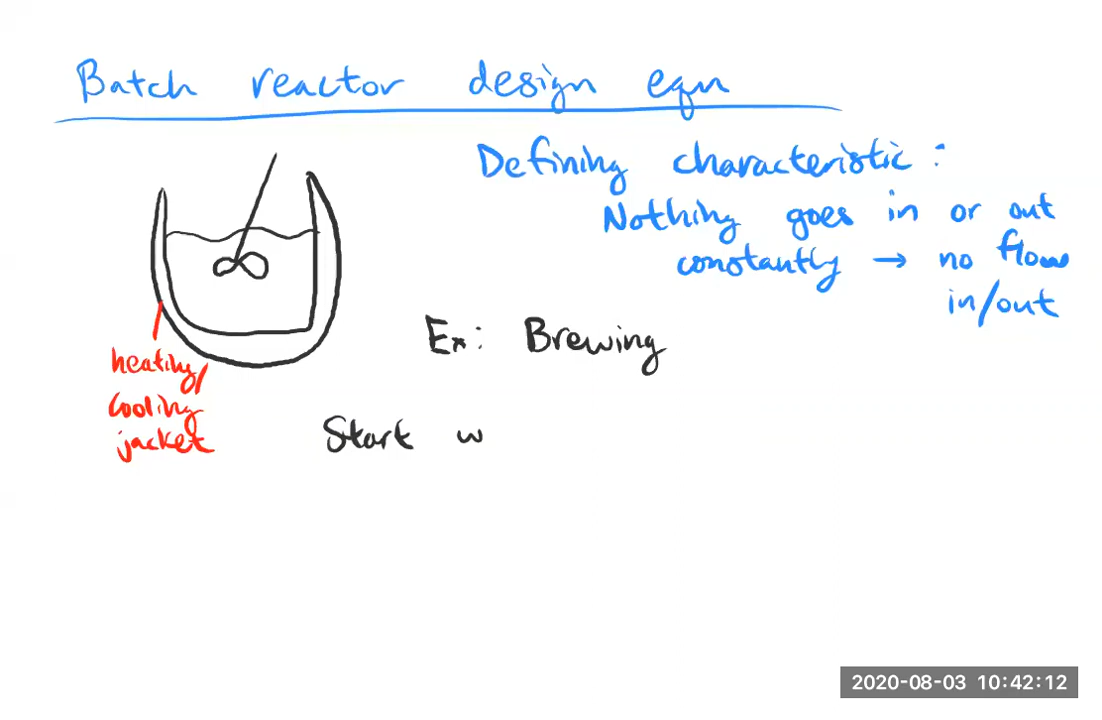 Batch reactor design eqn
Defining characteristic:
Nothing goes in or out
constantly → no flow
in/out
Ex: Brewing
heating/
cooling
jacket
Start w
2020-08-03 10:42:12